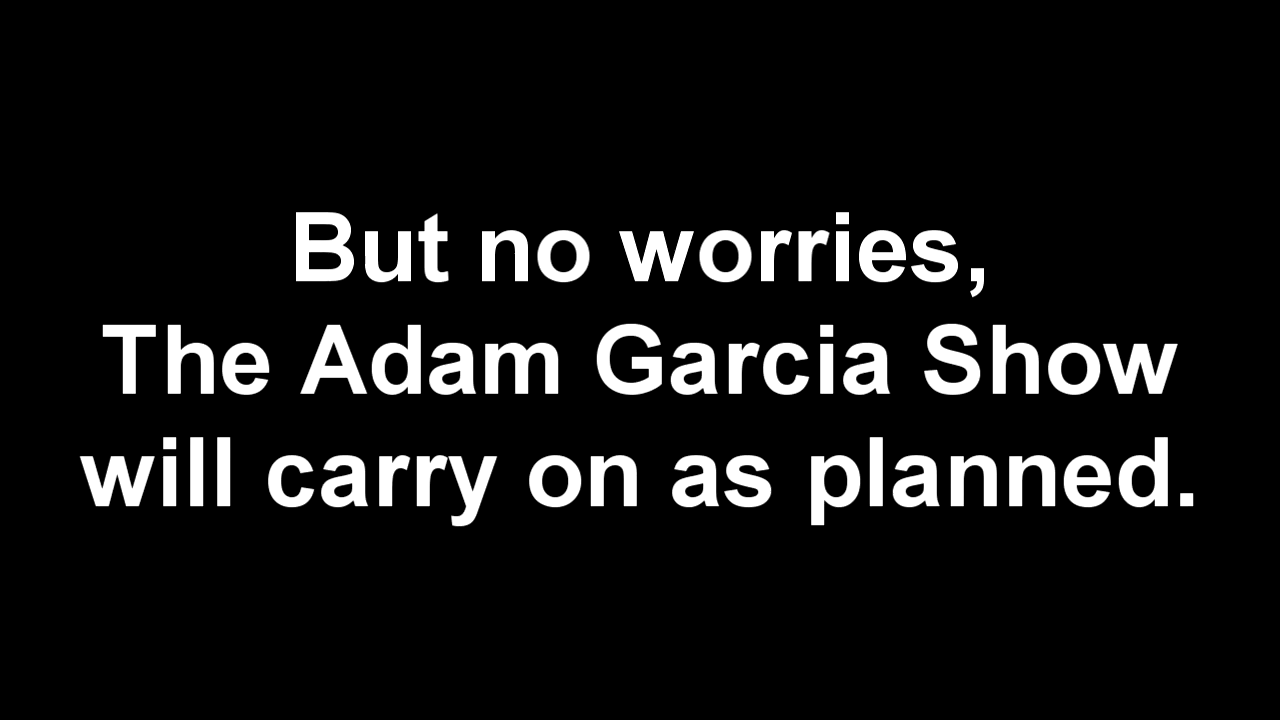 But no worries,
The Adam Garcia Show
will carry on as planned.